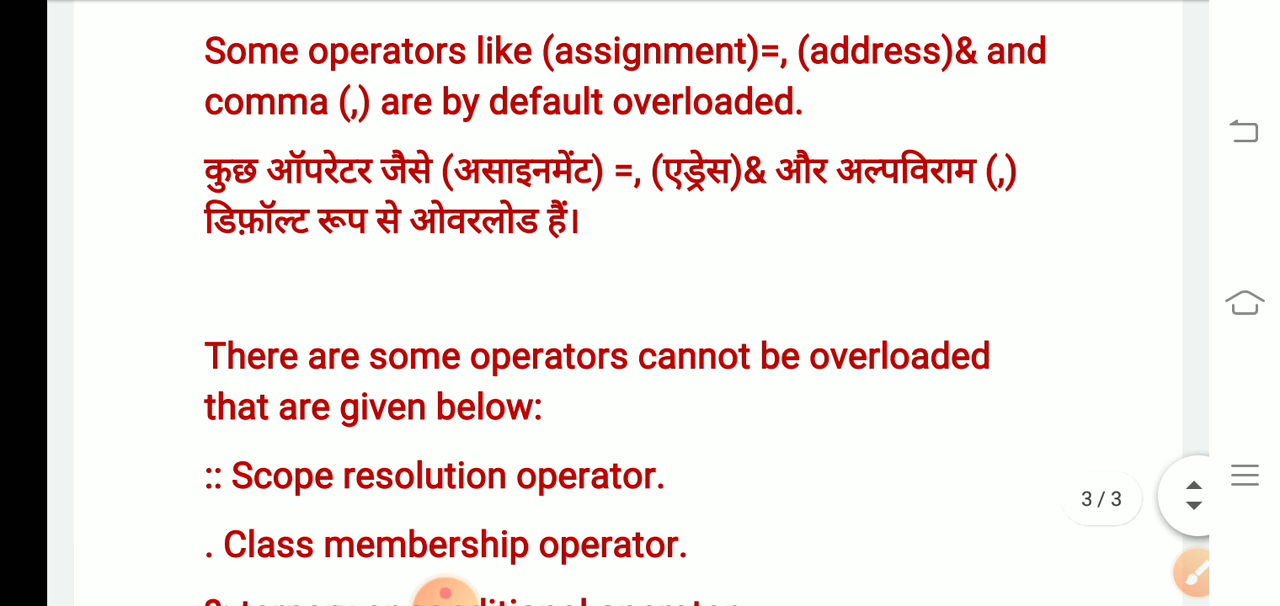 Some operators like (assignment)=, (address)& and
comma (,) are by default overloaded.
कुछ ऑपरेटर जैसे (असाइनमेंट) =, (एड्रेस)& और अल्पविराम (,)
डिफ़ॉल्ट रूप से ओवरलोड हैं।
There are some operators cannot be overloaded
that are given below:
:: Scope resolution operator.
3 / 3
. Class membership operator.